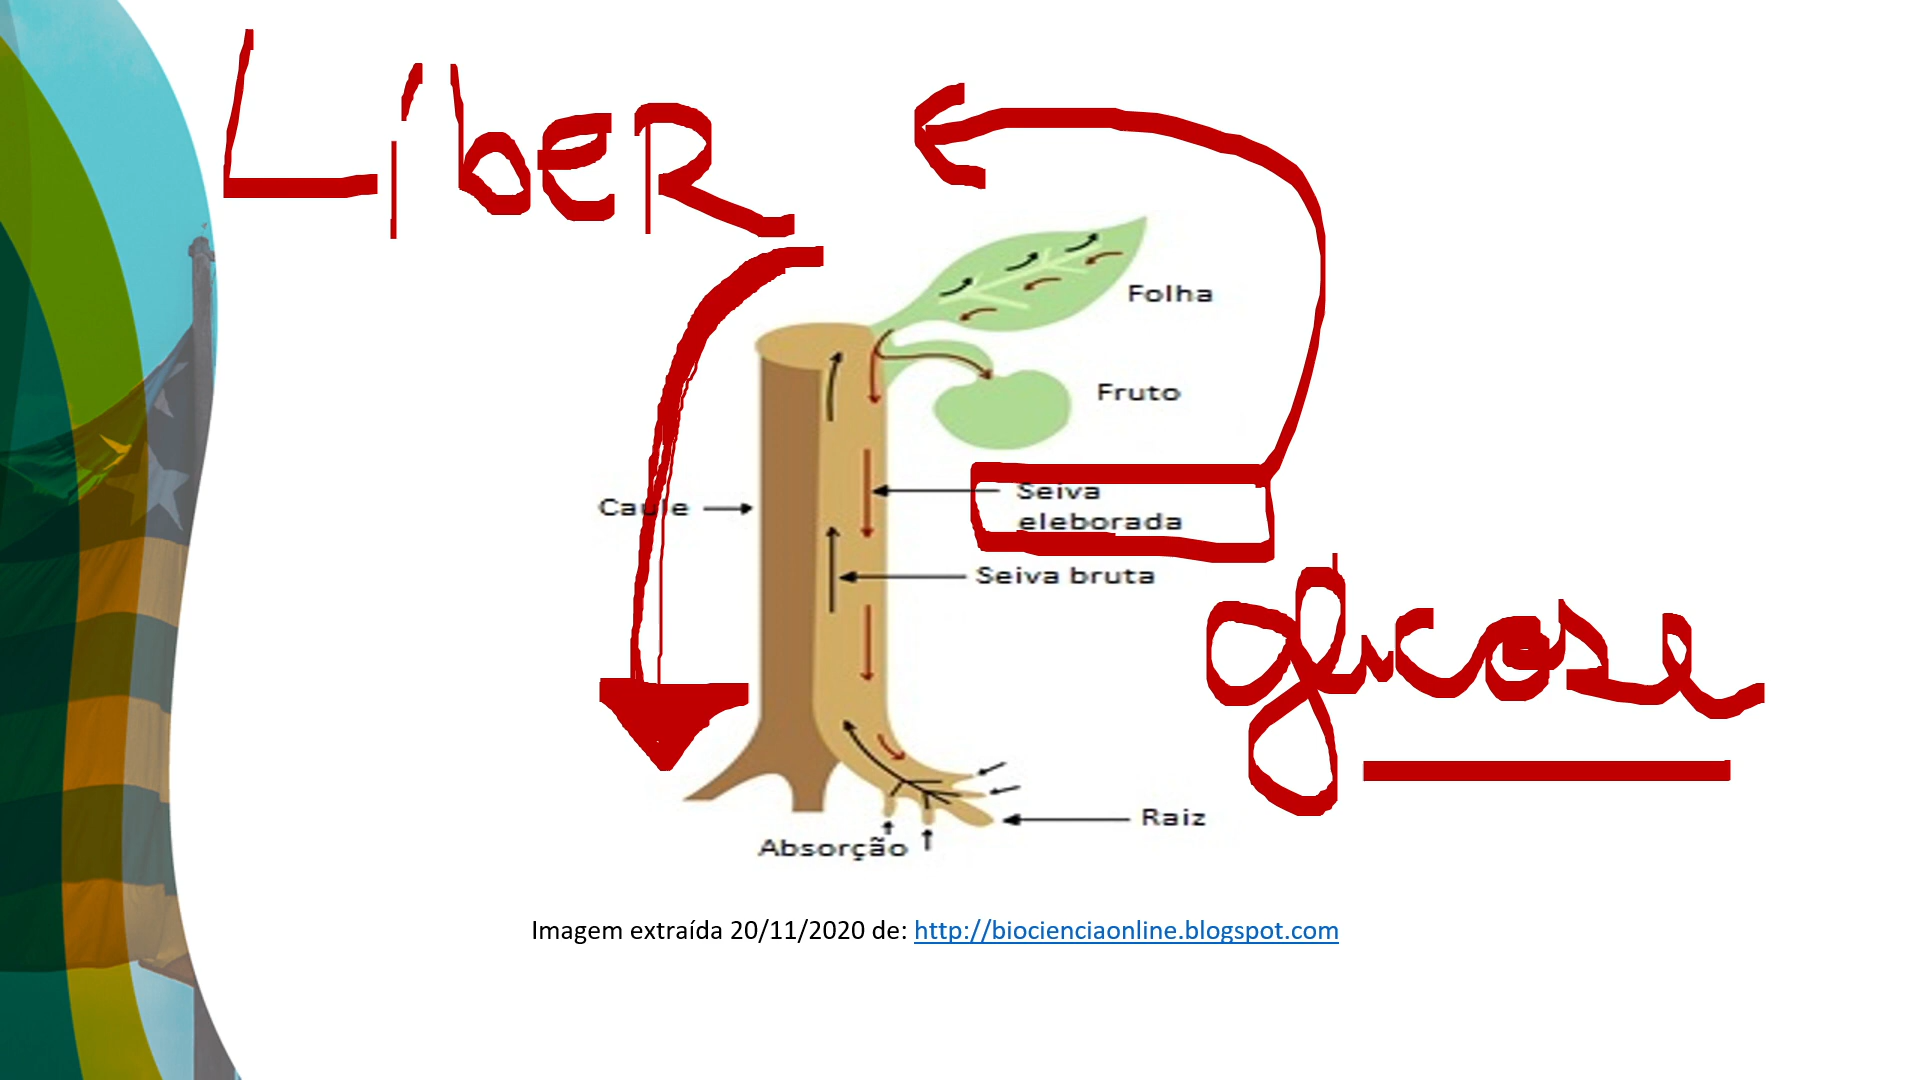 LíbER
Folha
Fruto
Caule
Seiva
eleborada
Seiva bruta
glicose
Raiz
Absorção
Imagem extraída 20/11/2020 de: http://biocienciaonline.blogspot.com